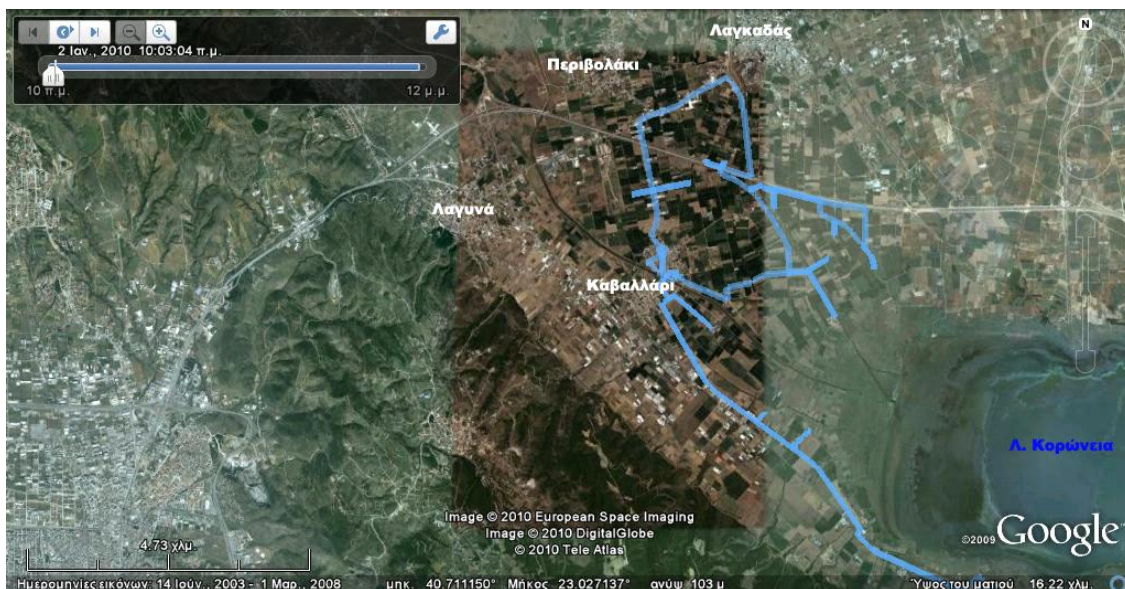 2 Ιαν., 2010 10:03:04 π.μ.
10 π.μ.
12 μ.μ.
N
Λαγκαδάς
Περιβολάκι
Λαγυνά
Καβαλλάρι
Λ. Κορώνεια
Image © 2010 European Space Imaging
Image © 2010 DigitalGlobe
© 2010 Tele Atlas
©2009 Google
4.73 χλμ.
Ημερομηνίες εικόνων: 14 Ιούν., 2003 - 1 Μαρ., 2008 μηκ. 40.711150° Μήκος 23.027137° ανύψ 103 μ Ύψος του ματιού 16.22 χλμ.